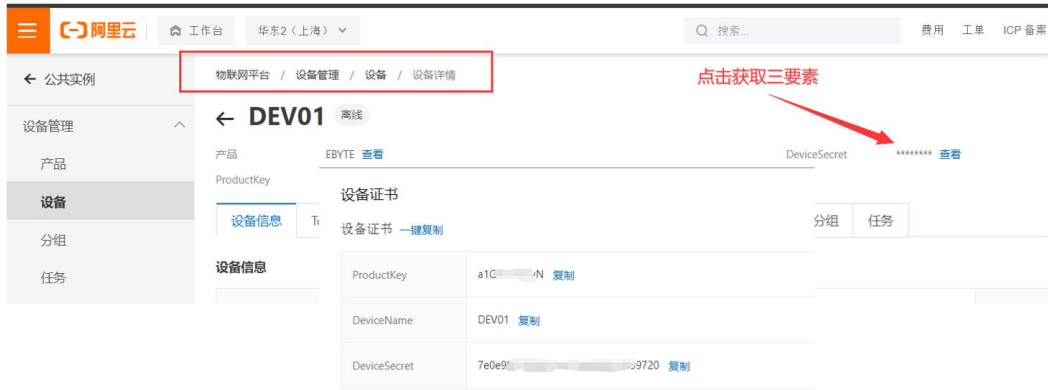 阿里云 工作台 华东2（上海） 搜索... 费用 工单 ICP 备案
公共实例 物联网平台 / 设备管理 / 设备 / 设备详情 点击获取三要素
DEV01 离线
设备管理
产品 EBYTE 查看 DeviceSecret ******** 查看
产品
ProductKey
设备证书
设备
设备信息 设备证书 一键复制 分组 任务
分组
设备信息
ProductKey 复制
任务
DeviceName DEV01 复制
DeviceSecret 复制